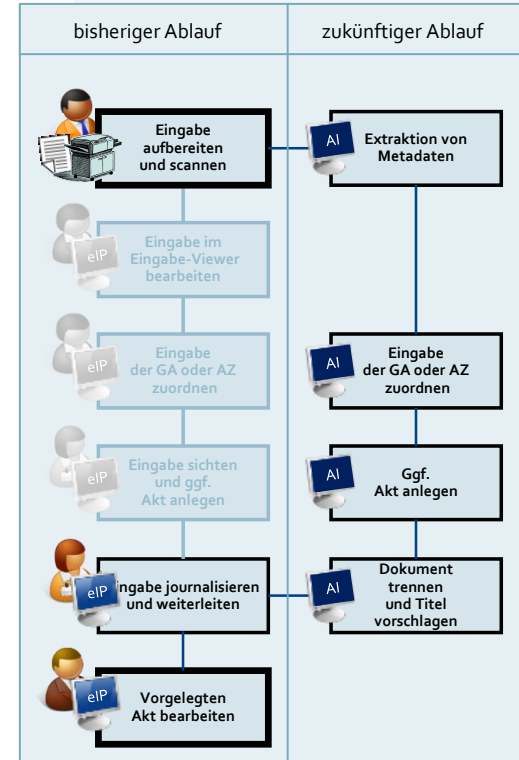 bisheriger Ablauf
zukünftiger Ablauf
Eingabe
aufbereiten
und scannen
AI
Extraktion von
Metadaten
eIP
Eingabe im
Eingabe-Viewer
bearbeiten
eIP
Eingabe
der GA oder AZ
zuordnen
AI
Eingabe
der GA oder AZ
zuordnen
eIP
Eingabe sichten
und ggf.
Akt anlegen
AI
Ggf.
Akt anlegen
eIP
ngabe journalisieren
und weiterleiten
AI
Dokument
trennen
und Titel
vorschlagen
eIP
Vorgelegten
Akt bearbeiten